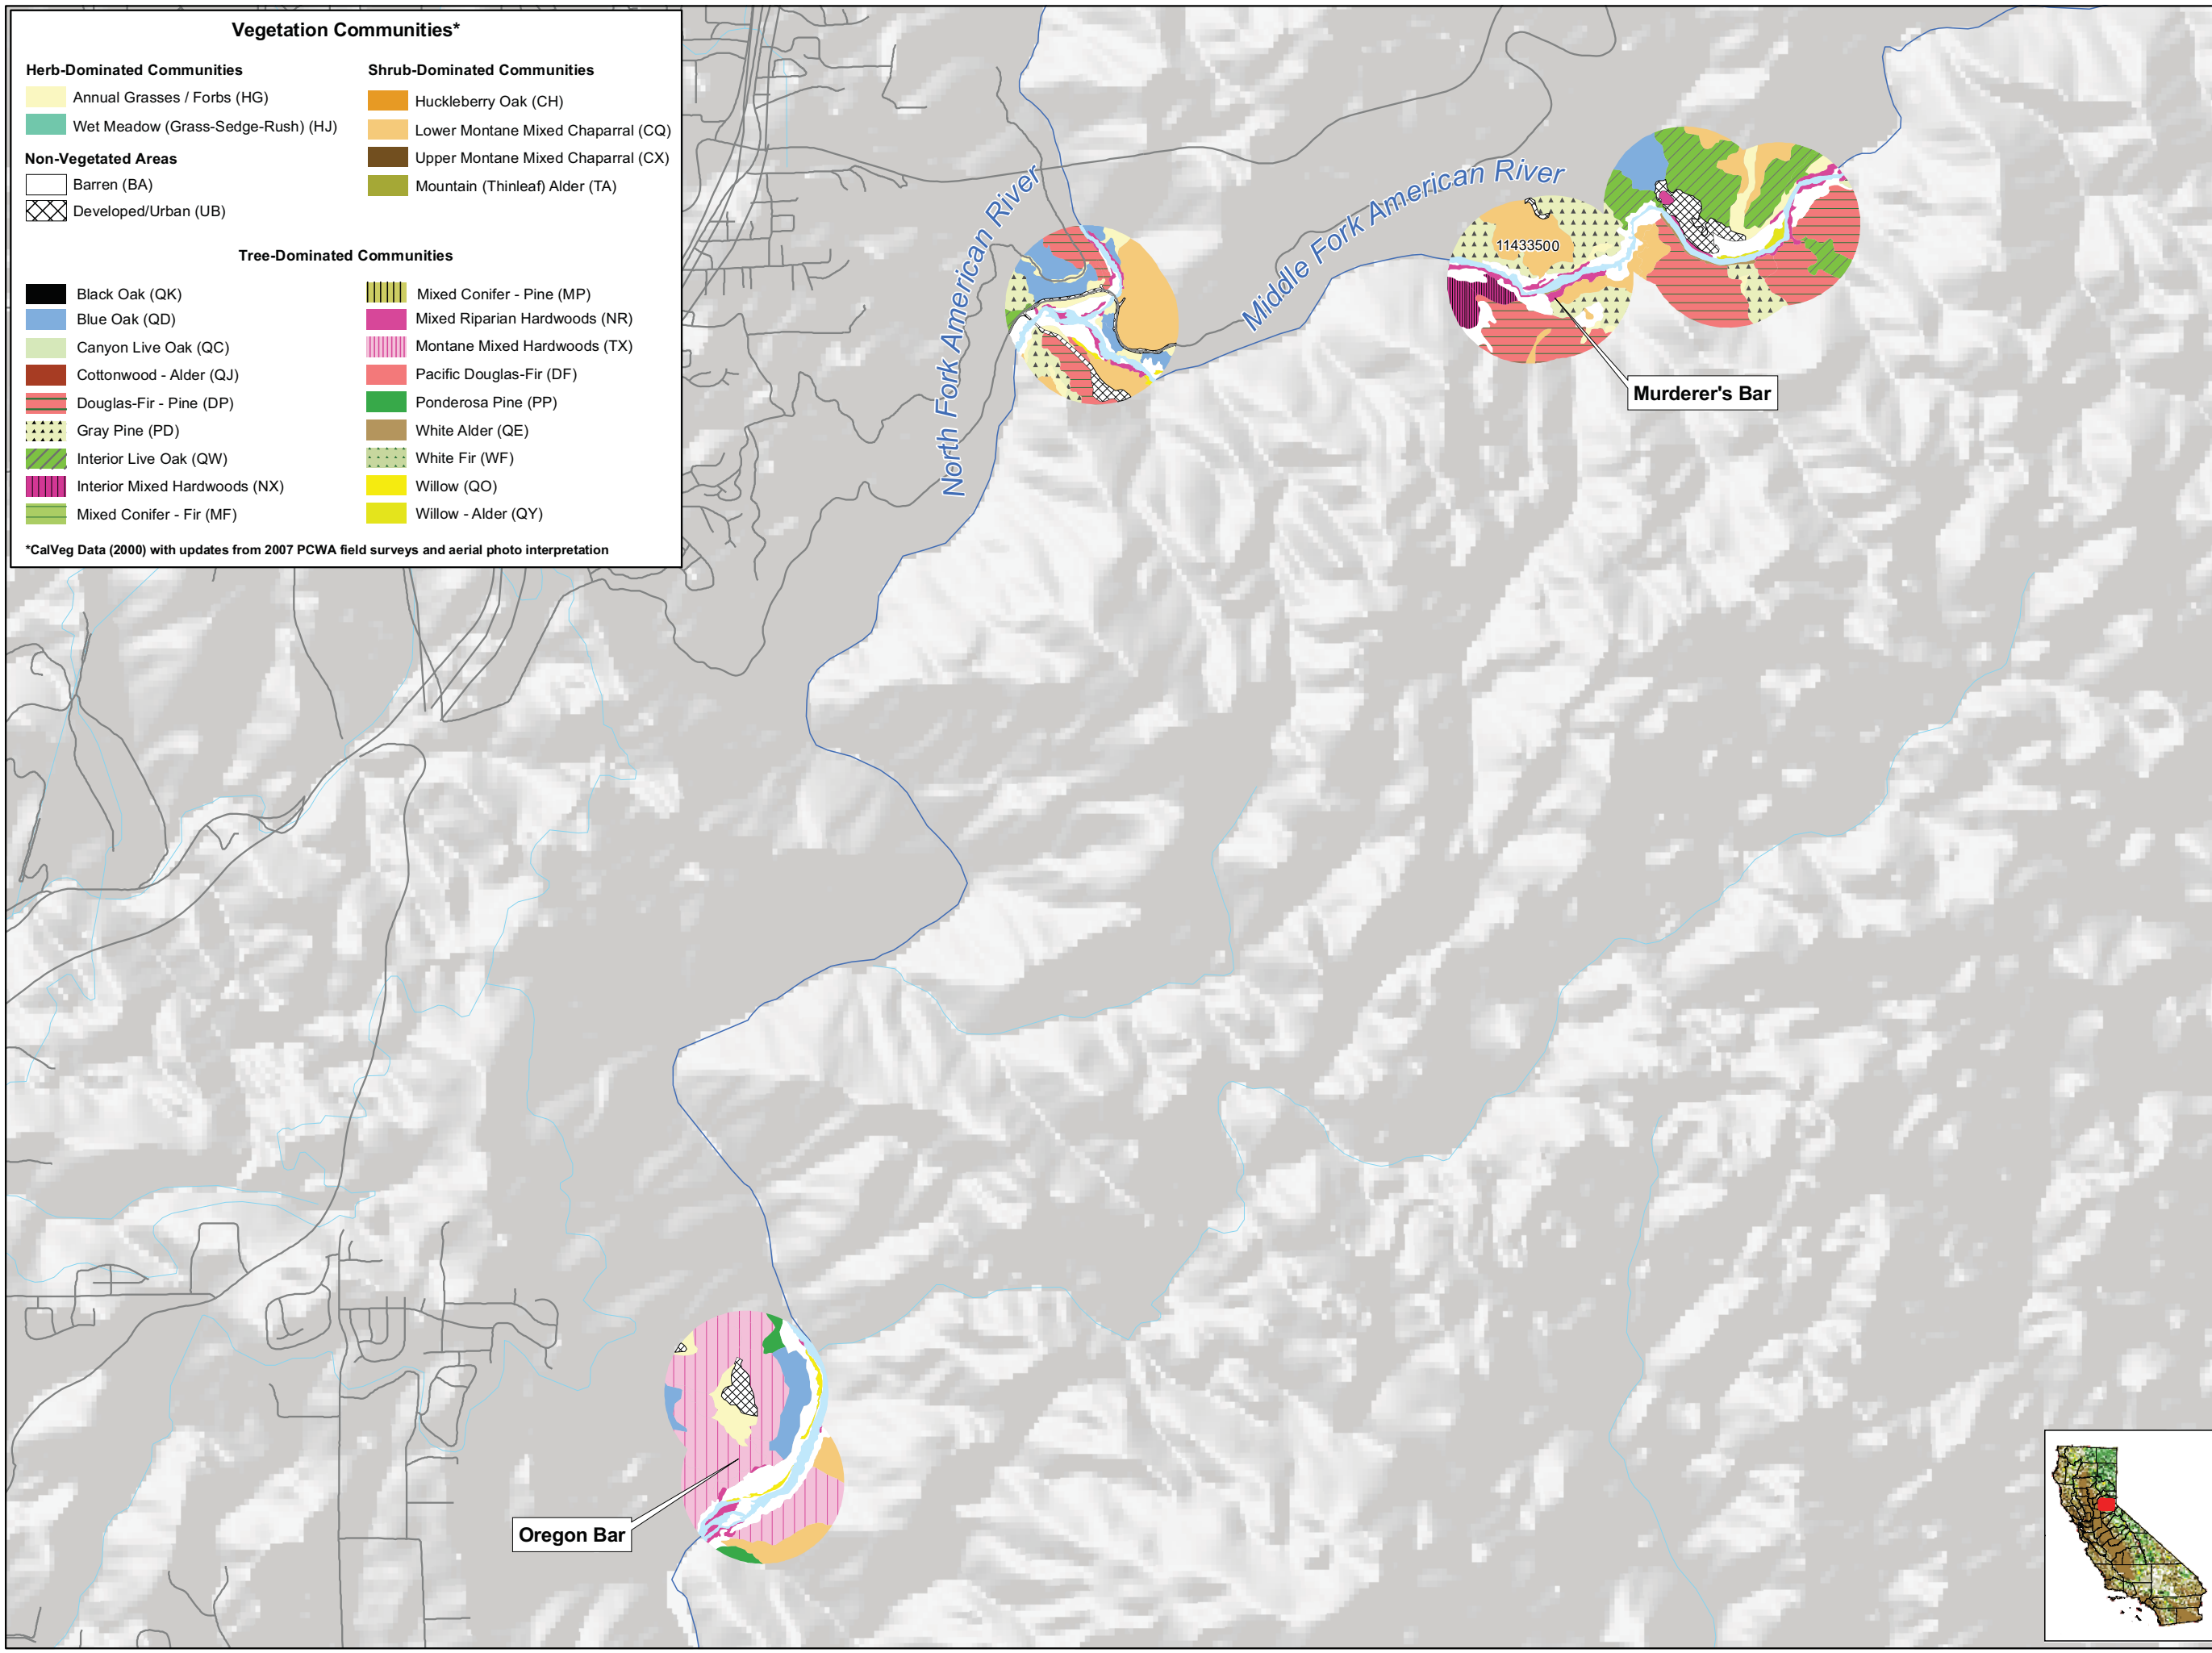 Vegetation Communities*
Herb-Dominated Communities
Annual Grasses / Forbs (HG)
Wet Meadow (Grass-Sedge-Rush) (HJ)
Non-Vegetated Areas
Barren (BA)
Developed/Urban (UB)
Shrub-Dominated Communities
Huckleberry Oak (CH)
Lower Montane Mixed Chaparral (CQ)
Upper Montane Mixed Chaparral (CX)
Mountain (Thinleaf) Alder (TA)
Tree-Dominated Communities
Black Oak (QK)
Blue Oak (QD)
Canyon Live Oak (QC)
Cottonwood - Alder (QJ)
Douglas-Fir - Pine (DP)
Gray Pine (PD)
Interior Live Oak (QW)
Interior Mixed Hardwoods (NX)
Mixed Conifer - Fir (MF)
Mixed Conifer - Pine (MP)
Mixed Riparian Hardwoods (NR)
Montane Mixed Hardwoods (TX)
Pacific Douglas-Fir (DF)
Ponderosa Pine (PP)
White Alder (QE)
White Fir (WF)
Willow (QO)
Willow - Alder (QY)
*CalVeg Data (2000) with updates from 2007 PCWA field surveys and aerial photo interpretation
North Fork American River
Middle Fork American River
11433500
Murderer's Bar
Oregon Bar